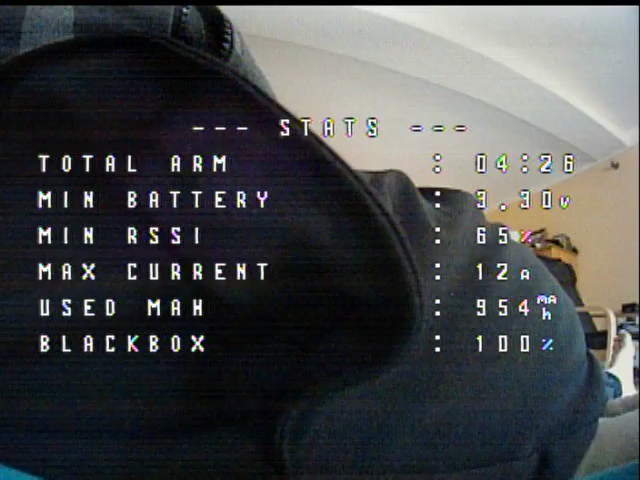 --- STATS ---
TOTAL ARM : 04:26
MIN BATTERY : 3.30V
MIN RSSI : 65%
MAX CURRENT : 12A
USED MAH : 954MAH
BLACKBOX : 100%